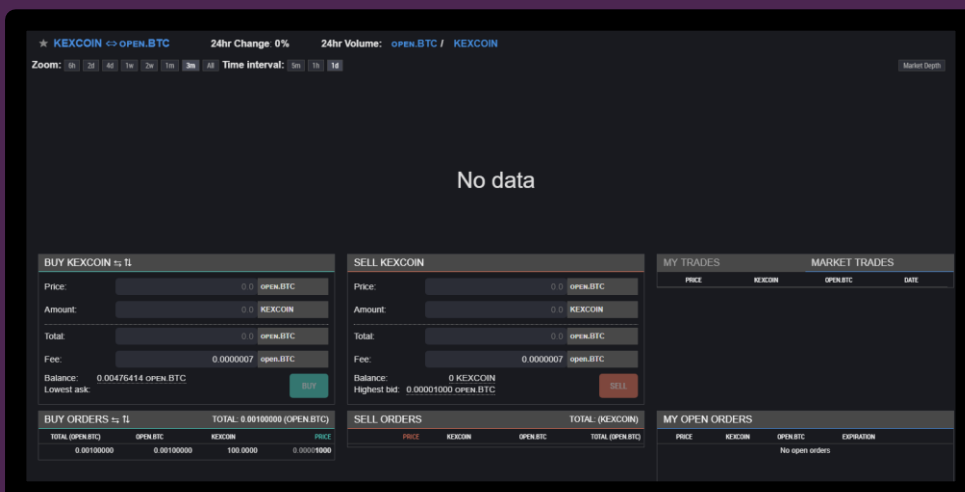 ★ KEXCOIN <=> OPEN.BTC 24hr Change: 0% 24hr Volume: OPEN.BTC / KEXCOIN
Zoom: 6h 2d 4d 1w 2w 1m 3m All Time interval: 5m 1h 1d Market Depth
No data
BUY KEXCOIN ⇆ ⇅ SELL KEXCOIN MY TRADES MARKET TRADES
PRICE KEXCOIN OPEN.BTC DATE
Price: 0.0 OPEN.BTC Price: 0.0 OPEN.BTC
Amount: 0.0 KEXCOIN Amount: 0.0 KEXCOIN
Total: 0.0 OPEN.BTC Total: 0.0 OPEN.BTC
Fee: 0.0000007 open.BTC Fee: 0.0000007 open.BTC
Balance: 0.00476414 OPEN.BTC BUY Balance: 0 KEXCOIN SELL
Lowest ask: Highest bid: 0.00001000 OPEN.BTC
BUY ORDERS ⇆ ⇅ TOTAL: 0.00100000 (OPEN.BTC) SELL ORDERS TOTAL: (KEXCOIN) MY OPEN ORDERS
TOTAL (OPEN.BTC) OPEN.BTC KEXCOIN PRICE PRICE KEXCOIN OPEN.BTC TOTAL (OPEN.BTC) PRICE KEXCOIN OPEN.BTC EXPIRATION
0.00100000 0.00100000 100.0000 0.00001000 No open orders